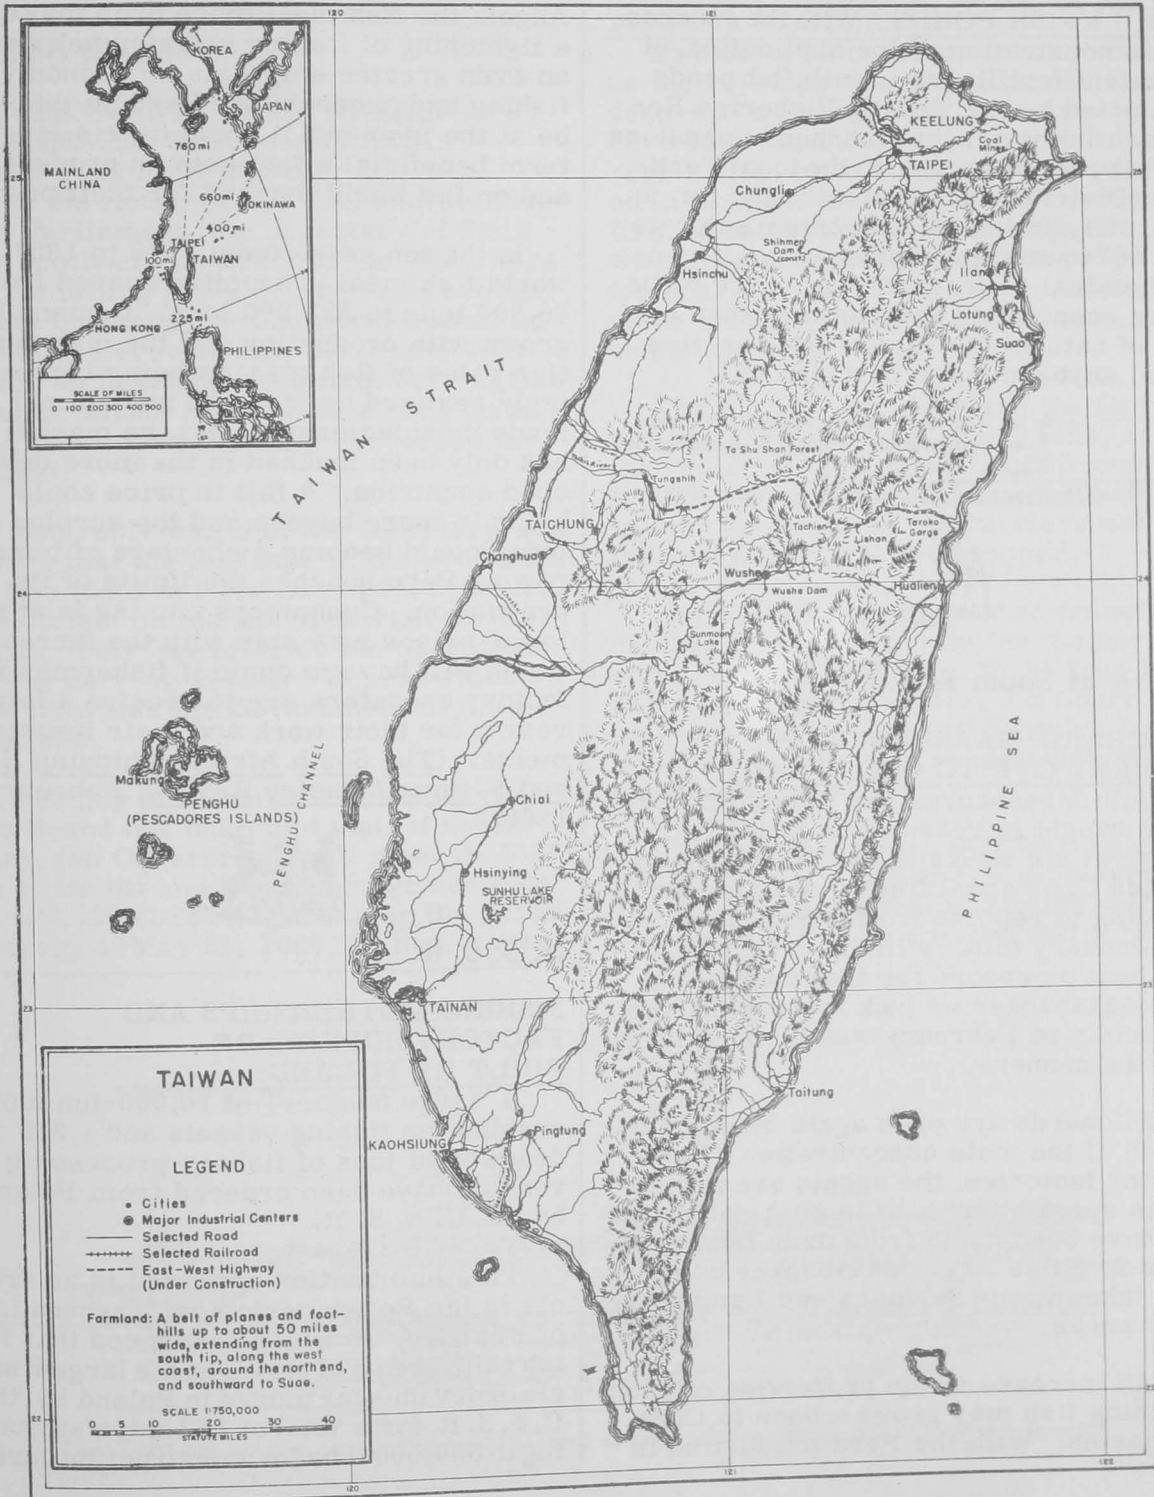 120
121
KOREA
JAPAN
760 mi
MAINLAND
CHINA
660 mi
OKINAWA
400 mi
TAIPEI
100 mi
TAIWAN
225 mi
HONG KONG
PHILIPPINES
SCALE OF MILES
0 100 200 300 400 500
25
25
KEELUNG
Coal
Mines
TAIPEI
Chungli
Shihmen
Dam
(const.)
Hsinchu
Ilan
Lotung
Suao
TAIWAN STRAIT
Ta Shu Shan Forest
Tungshih
TAICHUNG
Tachien
Taroko
Gorge
Lishan
Changhua
Wushe
Wushe Dam
Hualien
24
24
Sunmoon
Lake
Makung
PENGHU
(PESCADORES ISLANDS)
PENGHU CHANNEL
PHILIPPINE SEA
Chiai
Hsinying
SUNHU LAKE
RESERVOIR
23
23
TAINAN
Taitung
KAOHSIUNG
Pingtung
TAIWAN
LEGEND
Cities
Major Industrial Centers
Selected Road
Selected Railroad
East-West Highway
(Under Construction)
Farmland: A belt of planes and foot-
hills up to about 50 miles
wide, extending from the
south tip, along the west
coast, around the north end,
and southward to Suao.
SCALE 1:750,000
0 5 10 20 30 40
STATUTE MILES
22
22
120
121
122